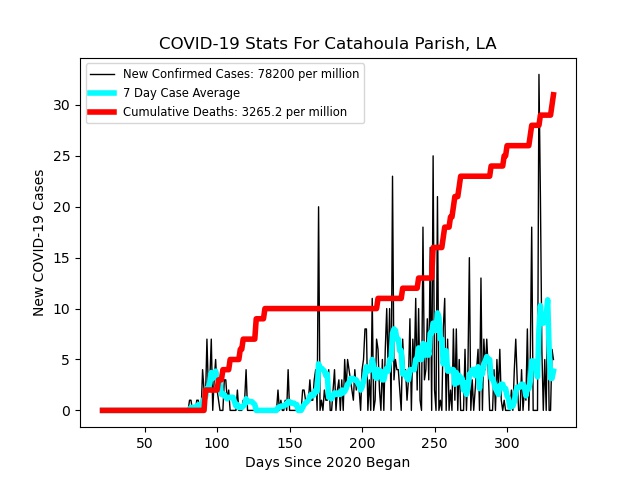 COVID-19 Stats For Catahoula Parish, LA
New Confirmed Cases: 78200 per million
7 Day Case Average
Cumulative Deaths: 3265.2 per million
New COVID-19 Cases
30
25
20
15
10
5
0
50
100
150
200
250
300
Days Since 2020 Began